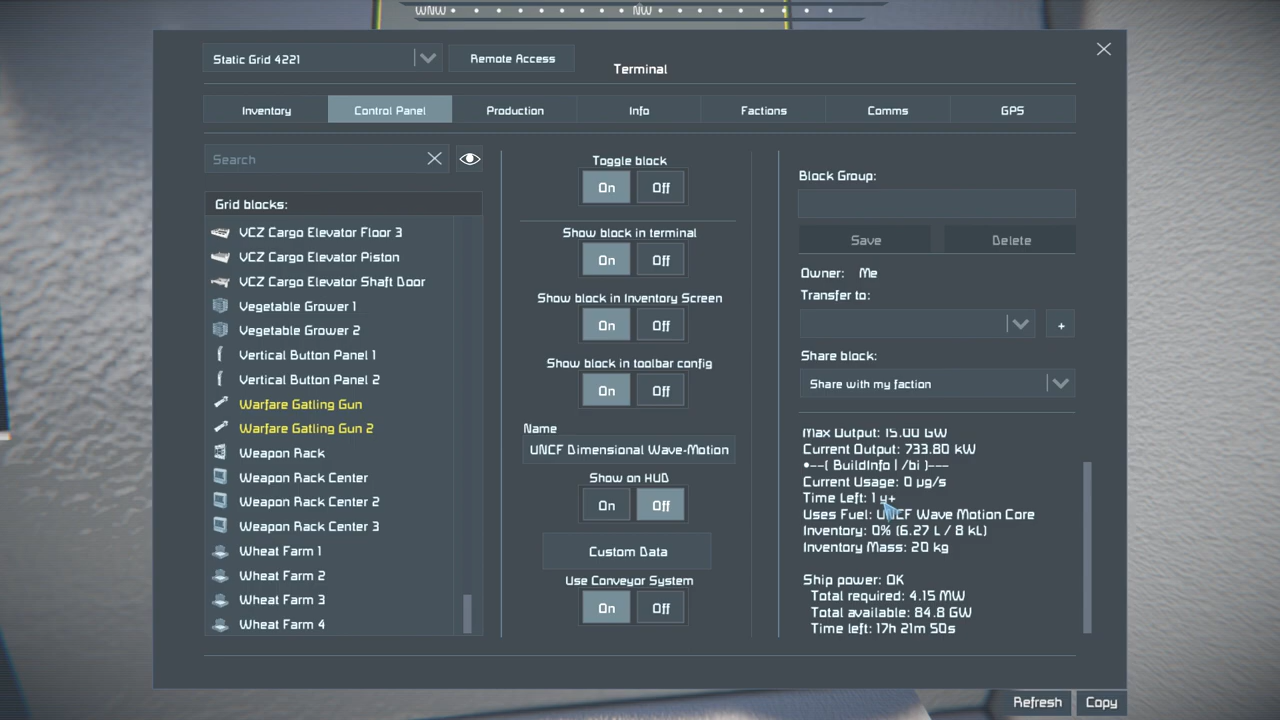 WNW NW
Static Grid 4221
Remote Access
Terminal
Inventory
Control Panel
Production
Info
Factions
Comms
GPS
Search
Grid blocks:
VCZ Cargo Elevator Floor 3
VCZ Cargo Elevator Piston
VCZ Cargo Elevator Shaft Door
Vegetable Grower 1
Vegetable Grower 2
Vertical Button Panel 1
Vertical Button Panel 2
Warfare Gatling Gun
Warfare Gatling Gun 2
Weapon Rack
Weapon Rack Center
Weapon Rack Center 2
Weapon Rack Center 3
Wheat Farm 1
Wheat Farm 2
Wheat Farm 3
Wheat Farm 4
Toggle block
On Off
Show block in terminal
On Off
Show block in Inventory Screen
On Off
Show block in toolbar config
On Off
Name
UNCF Dimensional Wave-Motion
Show on HUD
On Off
Custom Data
Use Conveyor System
On Off
Block Group:
Save Delete
Owner: Me
Transfer to:
+
Share block:
Share with my faction
Max Output: 15.00 GW
Current Output: 733.80 kW
•--( BuildInfo | /bi )---
Current Usage: 0 µg/s
Time Left: 1 y+
Uses Fuel: UNCF Wave Motion Core
Inventory: 0% (6.27 L / 8 kL)
Inventory Mass: 20 kg
Ship power: OK
Total required: 4.15 MW
Total available: 84.8 GW
Time left: 17h 21m 50s
Refresh Copy